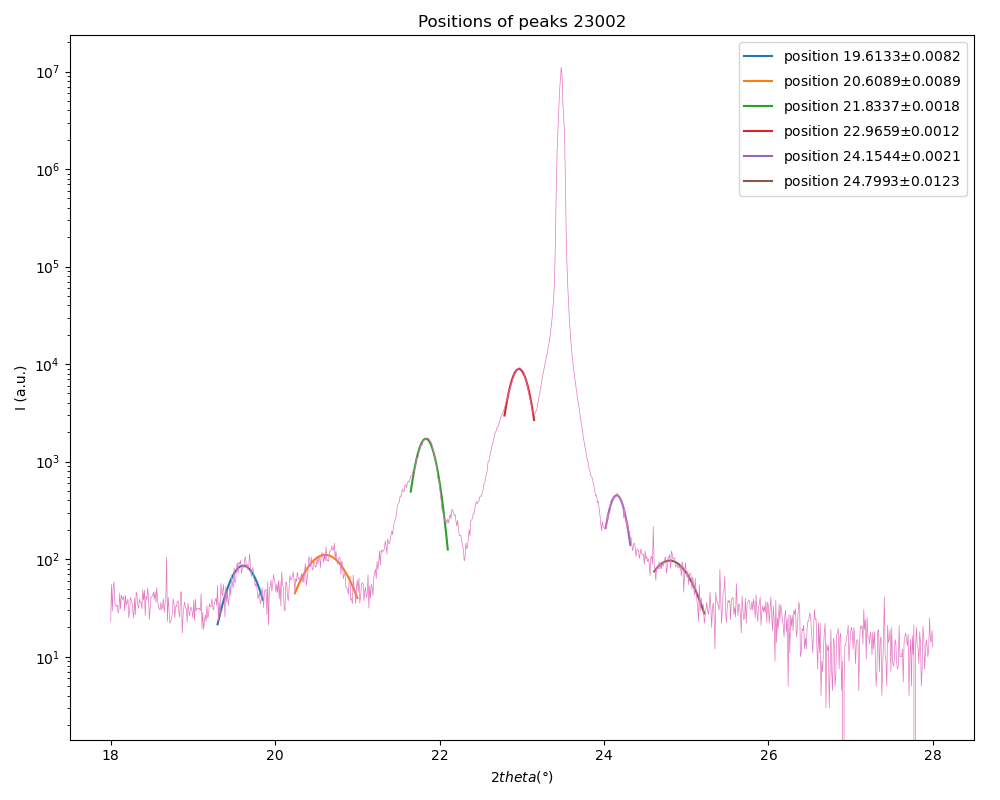 Positions of peaks 23002
position 19.6133±0.0082
position 20.6089±0.0089
position 21.8337±0.0018
position 22.9659±0.0012
position 24.1544±0.0021
position 24.7993±0.0123
I (a.u.)
10⁷
10⁶
10⁵
10⁴
10³
10²
10¹
18 20 22 24 26 28
2theta(°)